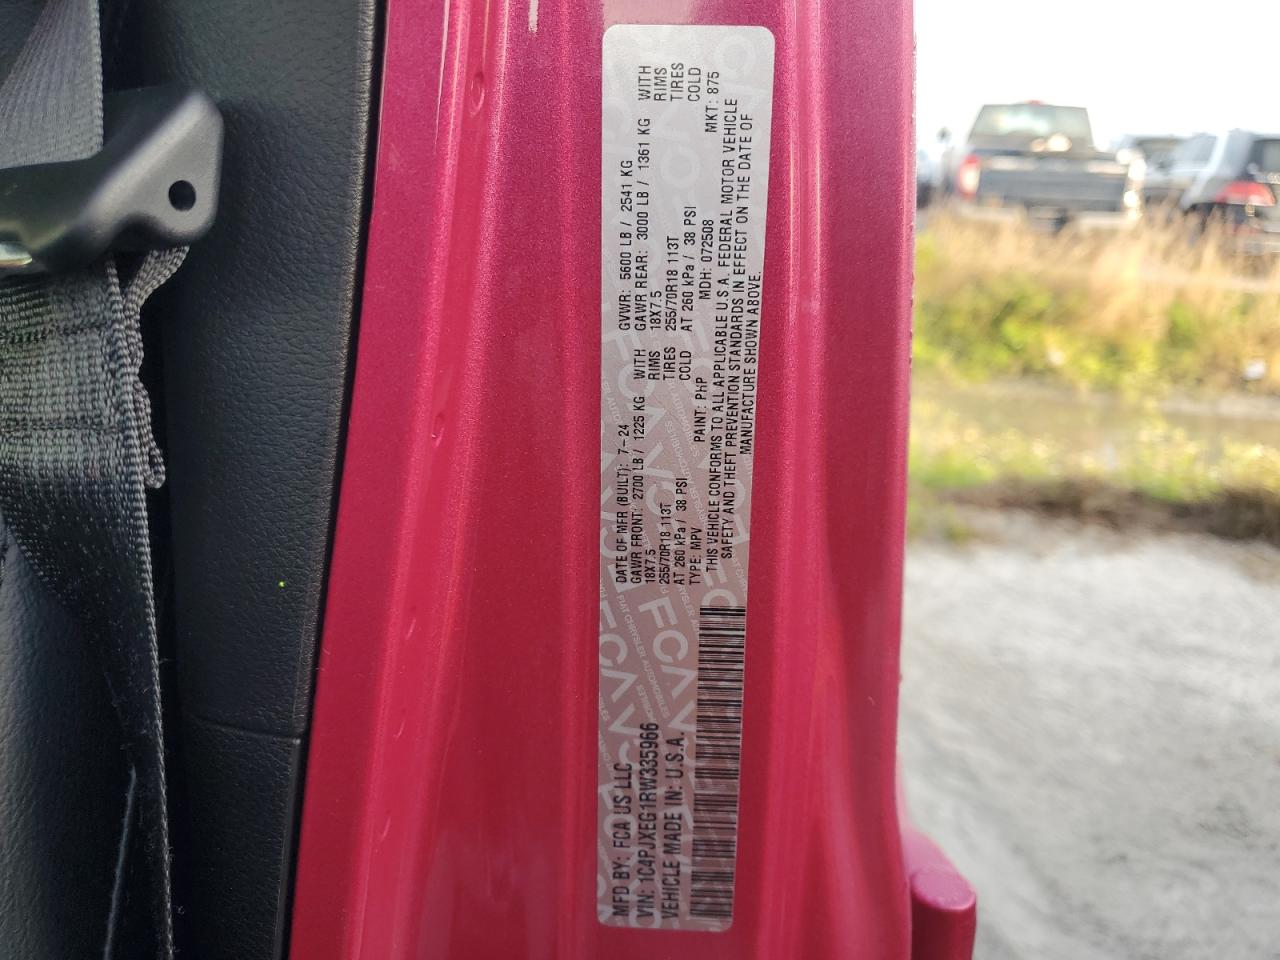 MFD BY: FCA US LLC
VIN: 1C4PJXEG1RW335966
VEHICLE MADE IN: U.S.A.
DATE OF MFR (BUILT): 7-24 GVWR: 5600 LB / 2541 KG
GAWR FRONT: 2700 LB / 1225 KG WITH GAWR REAR: 3000 LB / 1361 KG WITH
18X7.5 RIMS 18X7.5 RIMS
255/70R18 113T TIRES 255/70R18 113T TIRES
AT 260 kPa / 38 PSI COLD AT 260 kPa / 38 PSI COLD
TYPE: MPV PAINT: PHP MDH: 072508 MKT: 875
THIS VEHICLE CONFORMS TO ALL APPLICABLE U.S.A. FEDERAL MOTOR VEHICLE
SAFETY AND THEFT PREVENTION STANDARDS IN EFFECT ON THE DATE OF
MANUFACTURE SHOWN ABOVE.